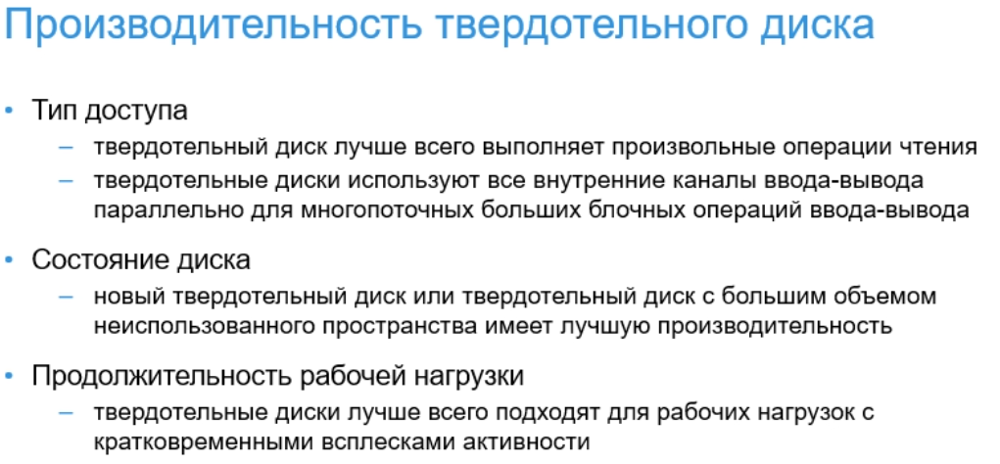 Производительность твердотельного диска
• Тип доступа
– твердотельный диск лучше всего выполняет произвольные операции чтения
– твердотельные диски используют все внутренние каналы ввода-вывода
параллельно для многопоточных больших блочных операций ввода-вывода
• Состояние диска
– новый твердотельный диск или твердотельный диск с большим объемом
неиспользованного пространства имеет лучшую производительность
• Продолжительность рабочей нагрузки
– твердотельные диски лучше всего подходят для рабочих нагрузок с
кратковременными всплесками активности